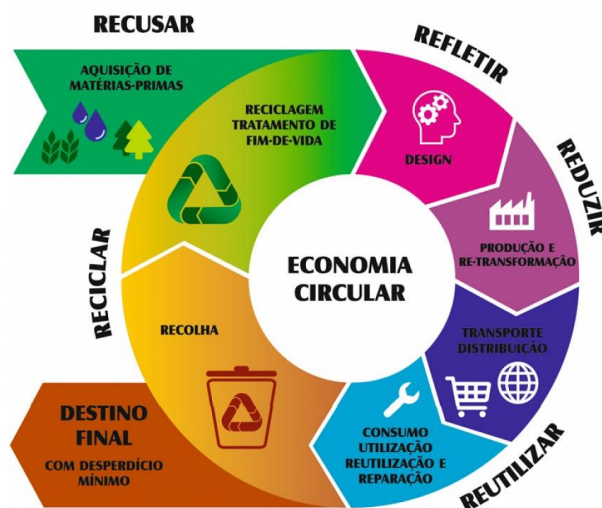 RECUSAR
AQUISIÇÃO DE
MATÉRIAS-PRIMAS
RECICLAGEM
TRATAMENTO DE
FIM-DE-VIDA
REFLETIR
DESIGN
REDUZIR
PRODUÇÃO E
RE-TRANSFORMAÇÃO
ECONOMIA
CIRCULAR
TRANSPORTE
DISTRIBUIÇÃO
REUTILIZAR
CONSUMO
UTILIZAÇÃO
REUTILIZAÇÃO E
REPARAÇÃO
RECICLAR
RECOLHA
DESTINO
FINAL
COM DESPERDÍCIO
MÍNIMO